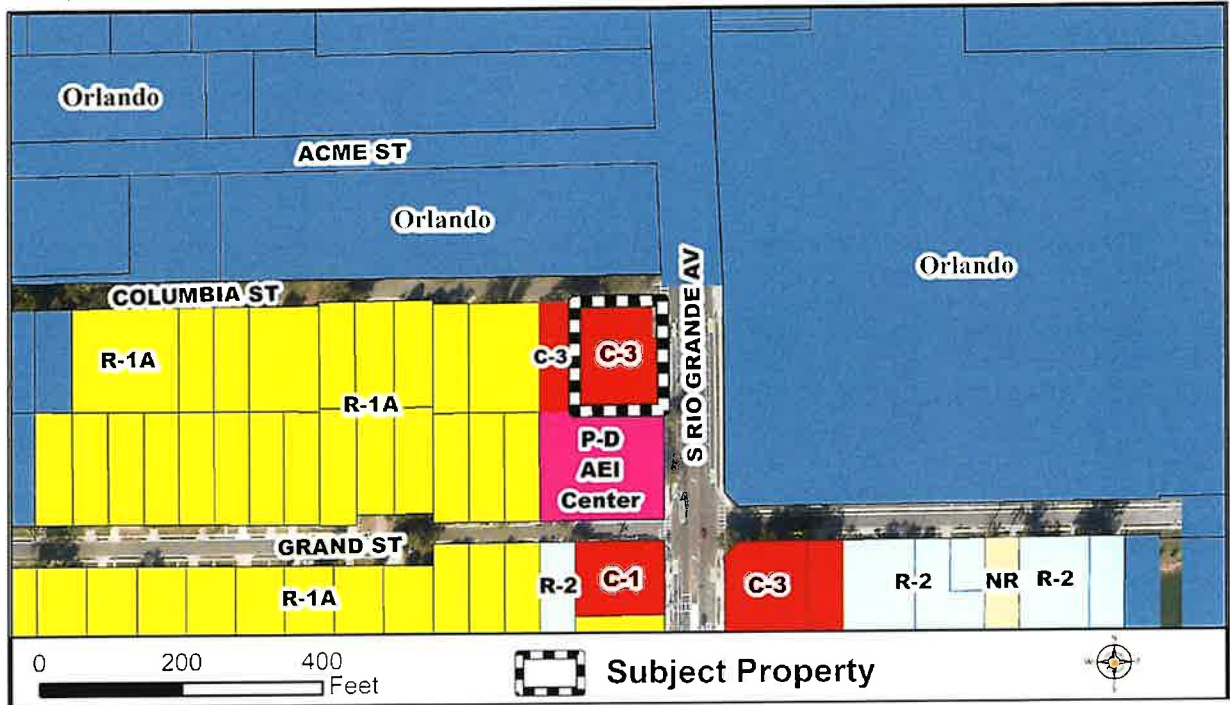 Orlando
ACME ST
Orlando
Orlando
S RIO GRANDE AV
COLUMBIA ST
R-1A
C-3
C-3
R-1A
P-D
AEI
Center
GRAND ST
R-1A
R-2
C-1
C-3
R-2
NR
R-2
0 200 400
Feet
Subject Property
N
W
E
S